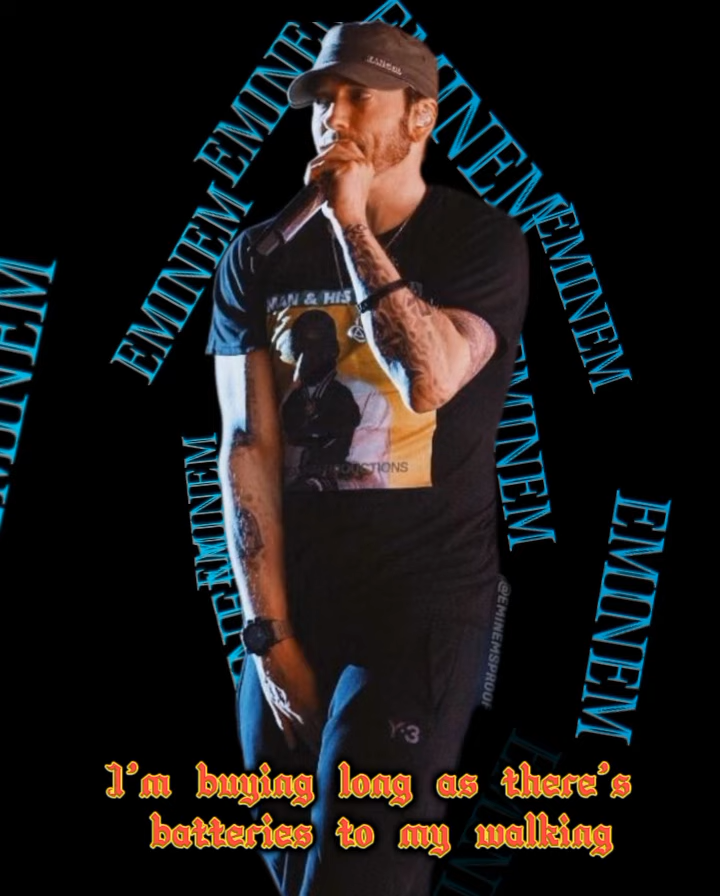 EMINEM
EMINEM
EMINEM
EMINEM
EMINEM
EMINEM
EMINEM
EMINEM
MAN & HIS
@EMINEMSPROOF
Y-3
I'm buying long as there's
batteries to my walking